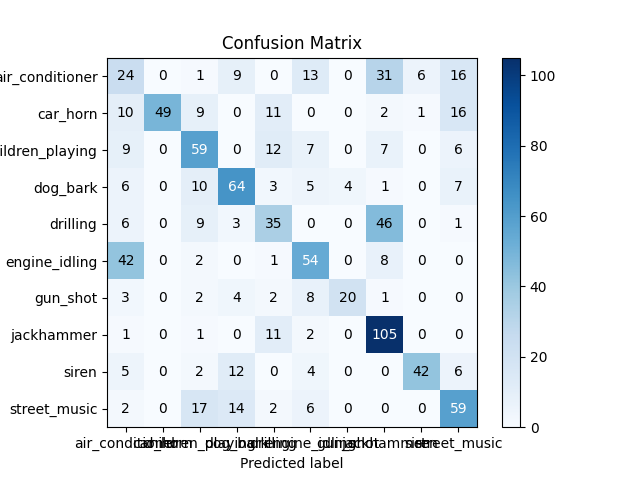 Confusion Matrix
air_conditioner 24 0 1 9 0 13 0 31 6 16
car_horn 10 49 9 0 11 0 0 2 1 16
ildren_playing 9 0 59 0 12 7 0 7 0 6
dog_bark 6 0 10 64 3 5 4 1 0 7
drilling 6 0 9 3 35 0 0 46 0 1
engine_idling 42 0 2 0 1 54 0 8 0 0
gun_shot 3 0 2 4 2 8 20 1 0 0
jackhammer 1 0 1 0 11 2 0 105 0 0
siren 5 0 2 12 0 4 0 0 42 6
street_music 2 0 17 14 2 6 0 0 0 59
100
80
60
40
20
0
street_music
Predicted label